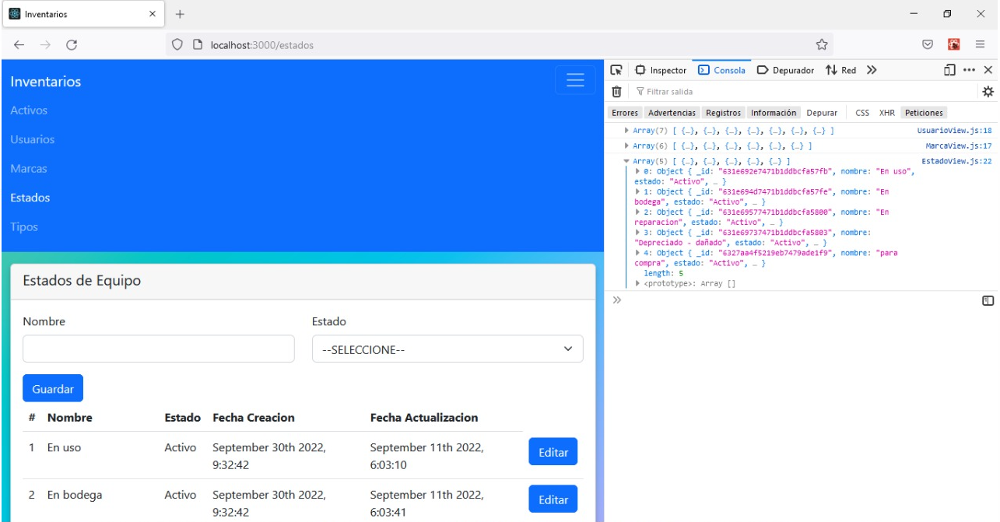 Inventarios
localhost:3000/estados
Inventarios
Activos
Usuarios
Marcas
Estados
Tipos
Estados de Equipo
Nombre
Estado
--SELECCIONE--
Guardar
# Nombre Estado Fecha Creacion Fecha Actualizacion
1 En uso Activo September 30th 2022, September 11th 2022, Editar
9:32:42 6:03:10
2 En bodega Activo September 30th 2022, September 11th 2022, Editar
9:32:42 6:03:41
Inspector Consola Depurador Red
Filtrar salida
Errores Advertencias Registros Información Depurar CSS XHR Peticiones
Array(7) [ {…}, {…}, {…}, {…}, {…}, {…}, {…} ] UsuarioView.js:18
Array(6) [ {…}, {…}, {…}, {…}, {…}, {…} ] MarcaView.js:17
Array(5) [ {…}, {…}, {…}, {…}, {…} ] EstadoView.js:22
0: Object { _id: "631e692e7471b1ddbcfa57fb", nombre: "En uso",
estado: "Activo", … }
1: Object { _id: "631e694d7471b1ddbcfa57fe", nombre: "En
bodega", estado: "Activo", … }
2: Object { _id: "631e69577471b1ddbcfa5800", nombre: "En
reparacion", estado: "Activo", … }
3: Object { _id: "631e69737471b1ddbcfa5803", nombre:
"Depreciado - dañado", estado: "Activo", … }
4: Object { _id: "6327aa4f5219eb7479ade1f9", nombre: "para
compra", estado: "Activo", … }
length: 5
<prototype>: Array []